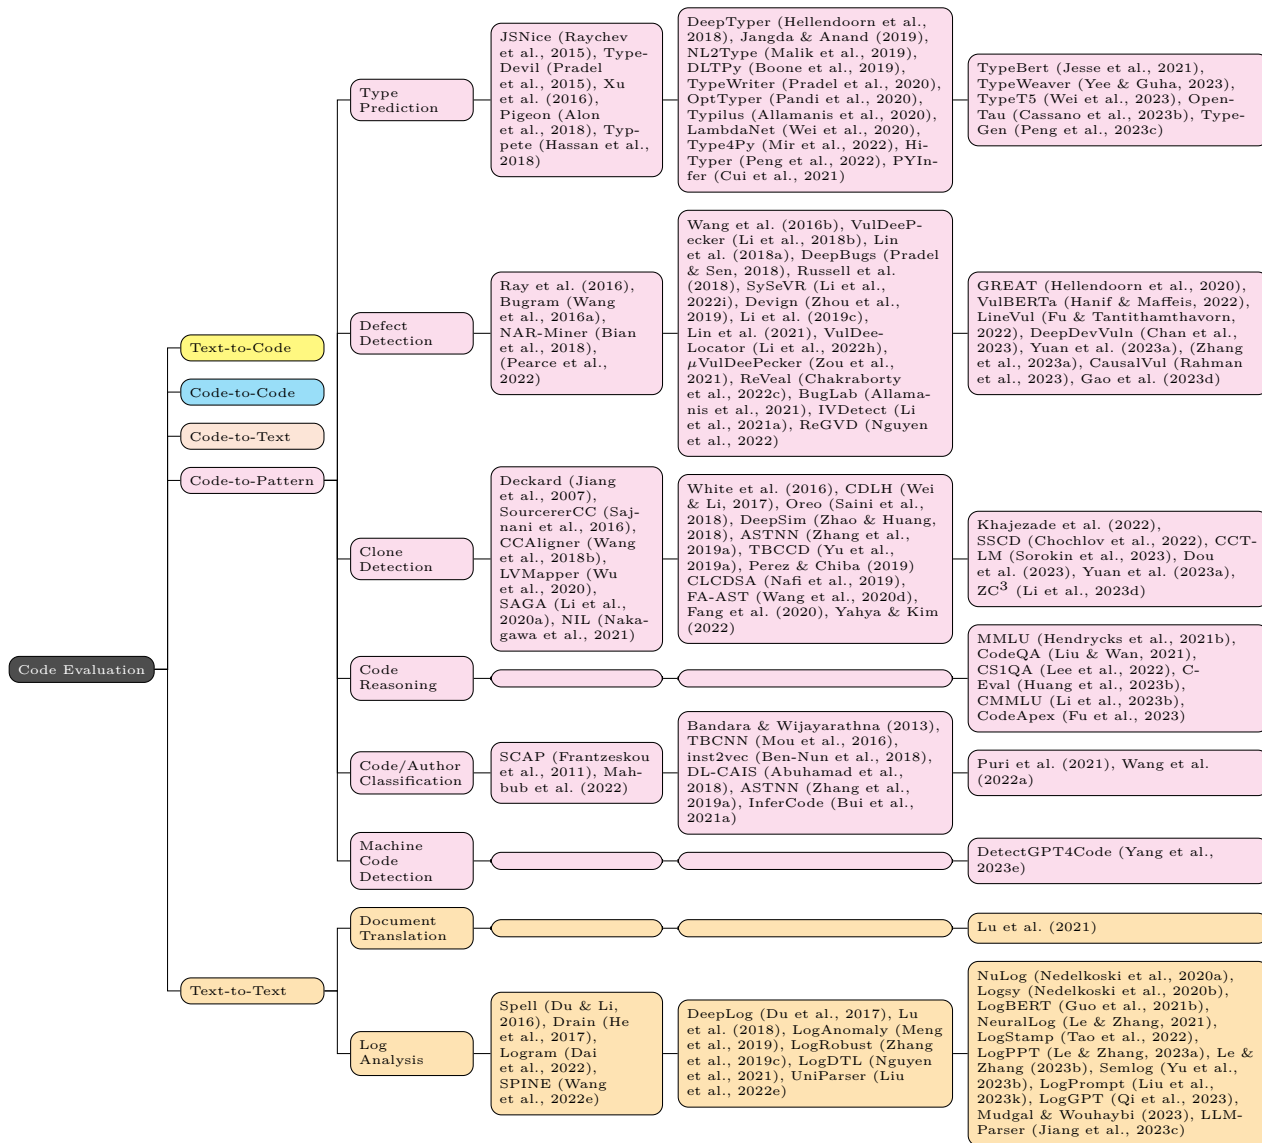 Code Evaluation
Text-to-Code
Code-to-Code
Code-to-Text
Code-to-Pattern
Type
Prediction
JSNice (Raychev
et al., 2015), Type-
Devil (Pradel
et al., 2015), Xu
et al. (2016),
Pigeon (Alon
et al., 2018), Typ-
pete (Hassan et al.,
2018)
DeepTyper (Hellendoorn et al.,
2018), Jangda & Anand (2019),
NL2Type (Malik et al., 2019),
DLTPy (Boone et al., 2019),
TypeWriter (Pradel et al., 2020),
OptTyper (Pandi et al., 2020),
Typilus (Allamanis et al., 2020),
LambdaNet (Wei et al., 2020),
Type4Py (Mir et al., 2022), Hi-
Typer (Peng et al., 2022), PYIn-
fer (Cui et al., 2021)
TypeBert (Jesse et al., 2021),
TypeWeaver (Yee & Guha, 2023),
TypeT5 (Wei et al., 2023), Open-
Tau (Cassano et al., 2023b), Type-
Gen (Peng et al., 2023c)
Defect
Detection
Ray et al. (2016),
Bugram (Wang
et al., 2016a),
NAR-Miner (Bian
et al., 2018),
(Pearce et al.,
2022)
Wang et al. (2016b), VulDeeP-
ecker (Li et al., 2018b), Lin
et al. (2018a), DeepBugs (Pradel
& Sen, 2018), Russell et al.
(2018), SySeVR (Li et al.,
2022i), Devign (Zhou et al.,
2019), Li et al. (2019c),
Lin et al. (2021), VulDee-
Locator (Li et al., 2022h),
μVulDeePecker (Zou et al.,
2021), ReVeal (Chakraborty
et al., 2022c), BugLab (Allama-
nis et al., 2021), IVDetect (Li
et al., 2021a), ReGVD (Nguyen
et al., 2022)
GREAT (Hellendoorn et al., 2020),
VulBERTa (Hanif & Maffeis, 2022),
LineVul (Fu & Tantithamthavorn,
2022), DeepDevVuln (Chan et al.,
2023), Yuan et al. (2023a), (Zhang
et al., 2023a), CausalVul (Rahman
et al., 2023), Gao et al. (2023d)
Clone
Detection
Deckard (Jiang
et al., 2007),
SourcererCC (Saj-
nani et al., 2016),
CCAligner (Wang
et al., 2018b),
LVMapper (Wu
et al., 2020),
SAGA (Li et al.,
2020a), NIL (Naka-
gawa et al., 2021)
White et al. (2016), CDLH (Wei
& Li, 2017), Oreo (Saini et al.,
2018), DeepSim (Zhao & Huang,
2018), ASTNN (Zhang et al.,
2019a), TBCCD (Yu et al.,
2019a), Perez & Chiba (2019)
CLCDSA (Nafi et al., 2019),
FA-AST (Wang et al., 2020d),
Fang et al. (2020), Yahya & Kim
(2022)
Khajezade et al. (2022),
SSCD (Chochlov et al., 2022), CCT-
LM (Sorokin et al., 2023), Dou
et al. (2023), Yuan et al. (2023a),
ZC³ (Li et al., 2023d)
Code
Reasoning
MMLU (Hendrycks et al., 2021b),
CodeQA (Liu & Wan, 2021),
CS1QA (Lee et al., 2022), C-
Eval (Huang et al., 2023b),
CMMLU (Li et al., 2023b),
CodeApex (Fu et al., 2023)
Code/Author
Classification
SCAP (Frantzeskou
et al., 2011), Mah-
bub et al. (2022)
Bandara & Wijayarathna (2013),
TBCNN (Mou et al., 2016),
inst2vec (Ben-Nun et al., 2018),
DL-CAIS (Abuhamad et al.,
2018), ASTNN (Zhang et al.,
2019a), InferCode (Bui et al.,
2021a)
Puri et al. (2021), Wang et al.
(2022a)
Machine
Code
Detection
DetectGPT4Code (Yang et al.,
2023e)
Text-to-Text
Document
Translation
Lu et al. (2021)
Log
Analysis
Spell (Du & Li,
2016), Drain (He
et al., 2017),
Logram (Dai
et al., 2022),
SPINE (Wang
et al., 2022e)
DeepLog (Du et al., 2017), Lu
et al. (2018), LogAnomaly (Meng
et al., 2019), LogRobust (Zhang
et al., 2019c), LogDTL (Nguyen
et al., 2021), UniParser (Liu
et al., 2022e)
NuLog (Nedelkoski et al., 2020a),
Logsy (Nedelkoski et al., 2020b),
LogBERT (Guo et al., 2021b),
NeuralLog (Le & Zhang, 2021),
LogStamp (Tao et al., 2022),
LogPPT (Le & Zhang, 2023a), Le &
Zhang (2023b), Semlog (Yu et al.,
2023b), LogPrompt (Liu et al.,
2023k), LogGPT (Qi et al., 2023),
Mudgal & Wouhaybi (2023), LLM-
Parser (Jiang et al., 2023c)